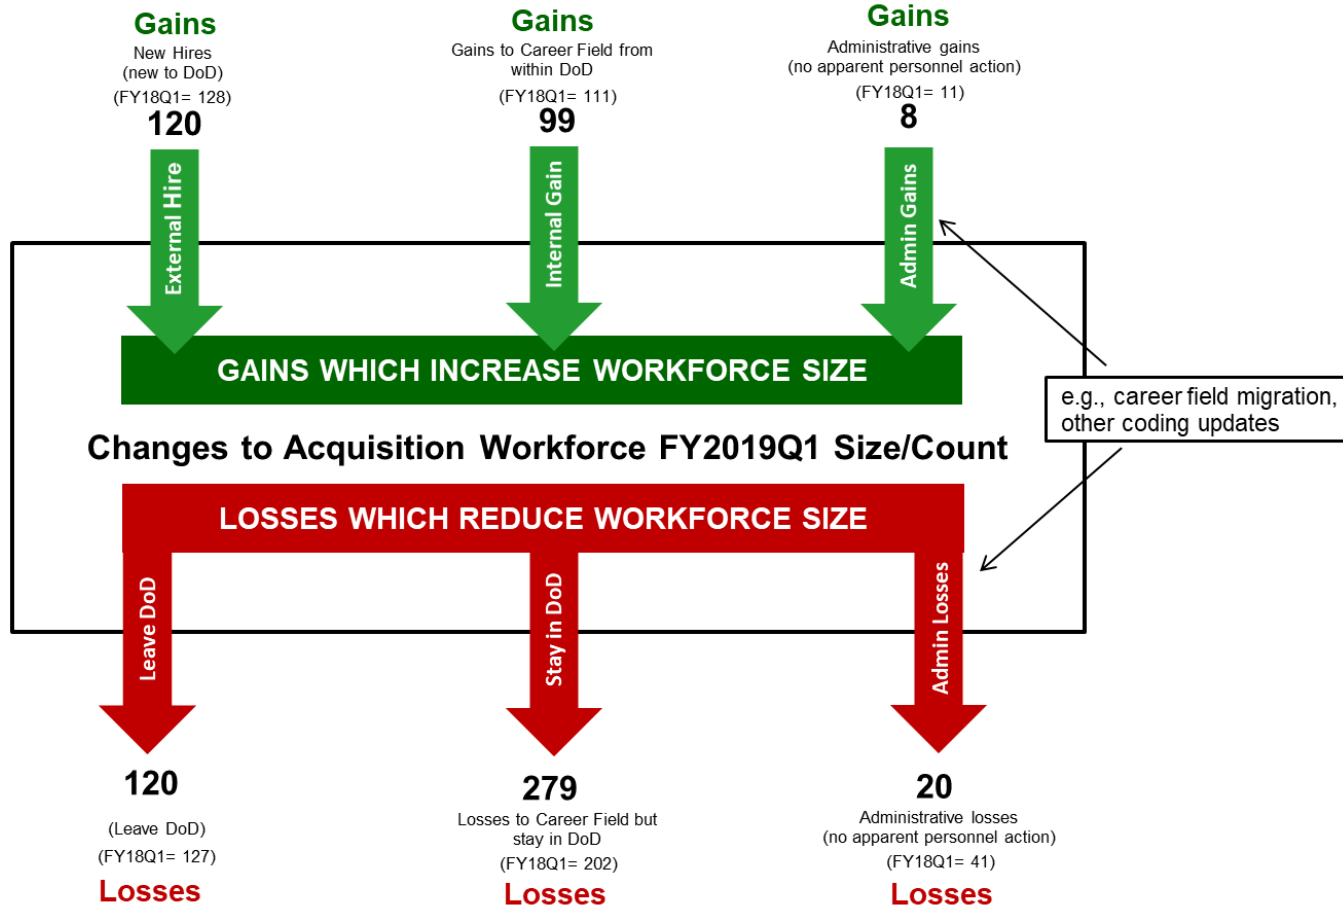 Gains
New Hires
(new to DoD)
(FY18Q1= 128)
120
Gains
Gains to Career Field from
within DoD
(FY18Q1= 111)
99
Gains
Administrative gains
(no apparent personnel action)
(FY18Q1= 11)
8
External Hire
Internal Gain
Admin Gains
GAINS WHICH INCREASE WORKFORCE SIZE
e.g., career field migration,
other coding updates
Changes to Acquisition Workforce FY2019Q1 Size/Count
LOSSES WHICH REDUCE WORKFORCE SIZE
Leave DoD
Stay in DoD
Admin Losses
120
(Leave DoD)
(FY18Q1= 127)
Losses
279
Losses to Career Field but
stay in DoD
(FY18Q1= 202)
Losses
20
Administrative losses
(no apparent personnel action)
(FY18Q1= 41)
Losses